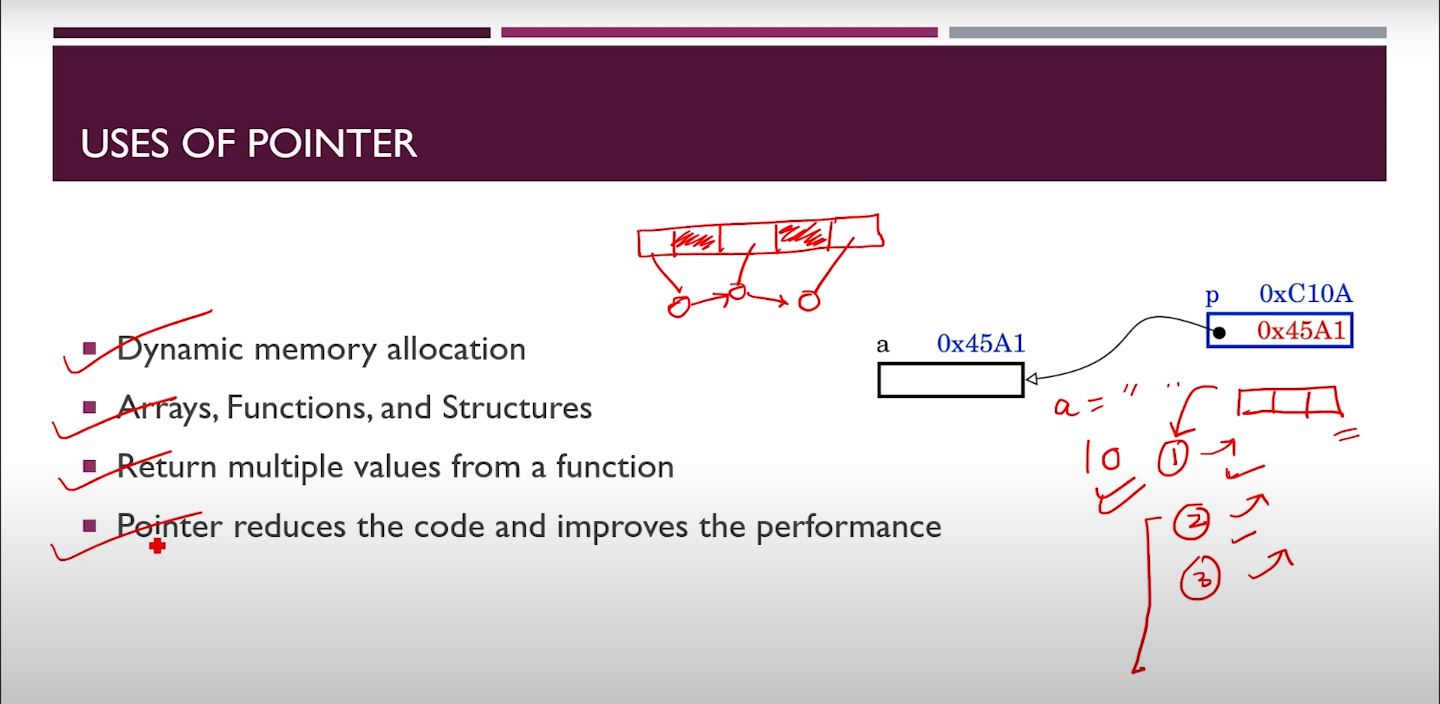 USES OF POINTER
Dynamic memory allocation
Arrays, Functions, and Structures
Return multiple values from a function
Pointer reduces the code and improves the performance
p 0xC10A
0x45A1
a 0x45A1
a = " "
10 1
2
3